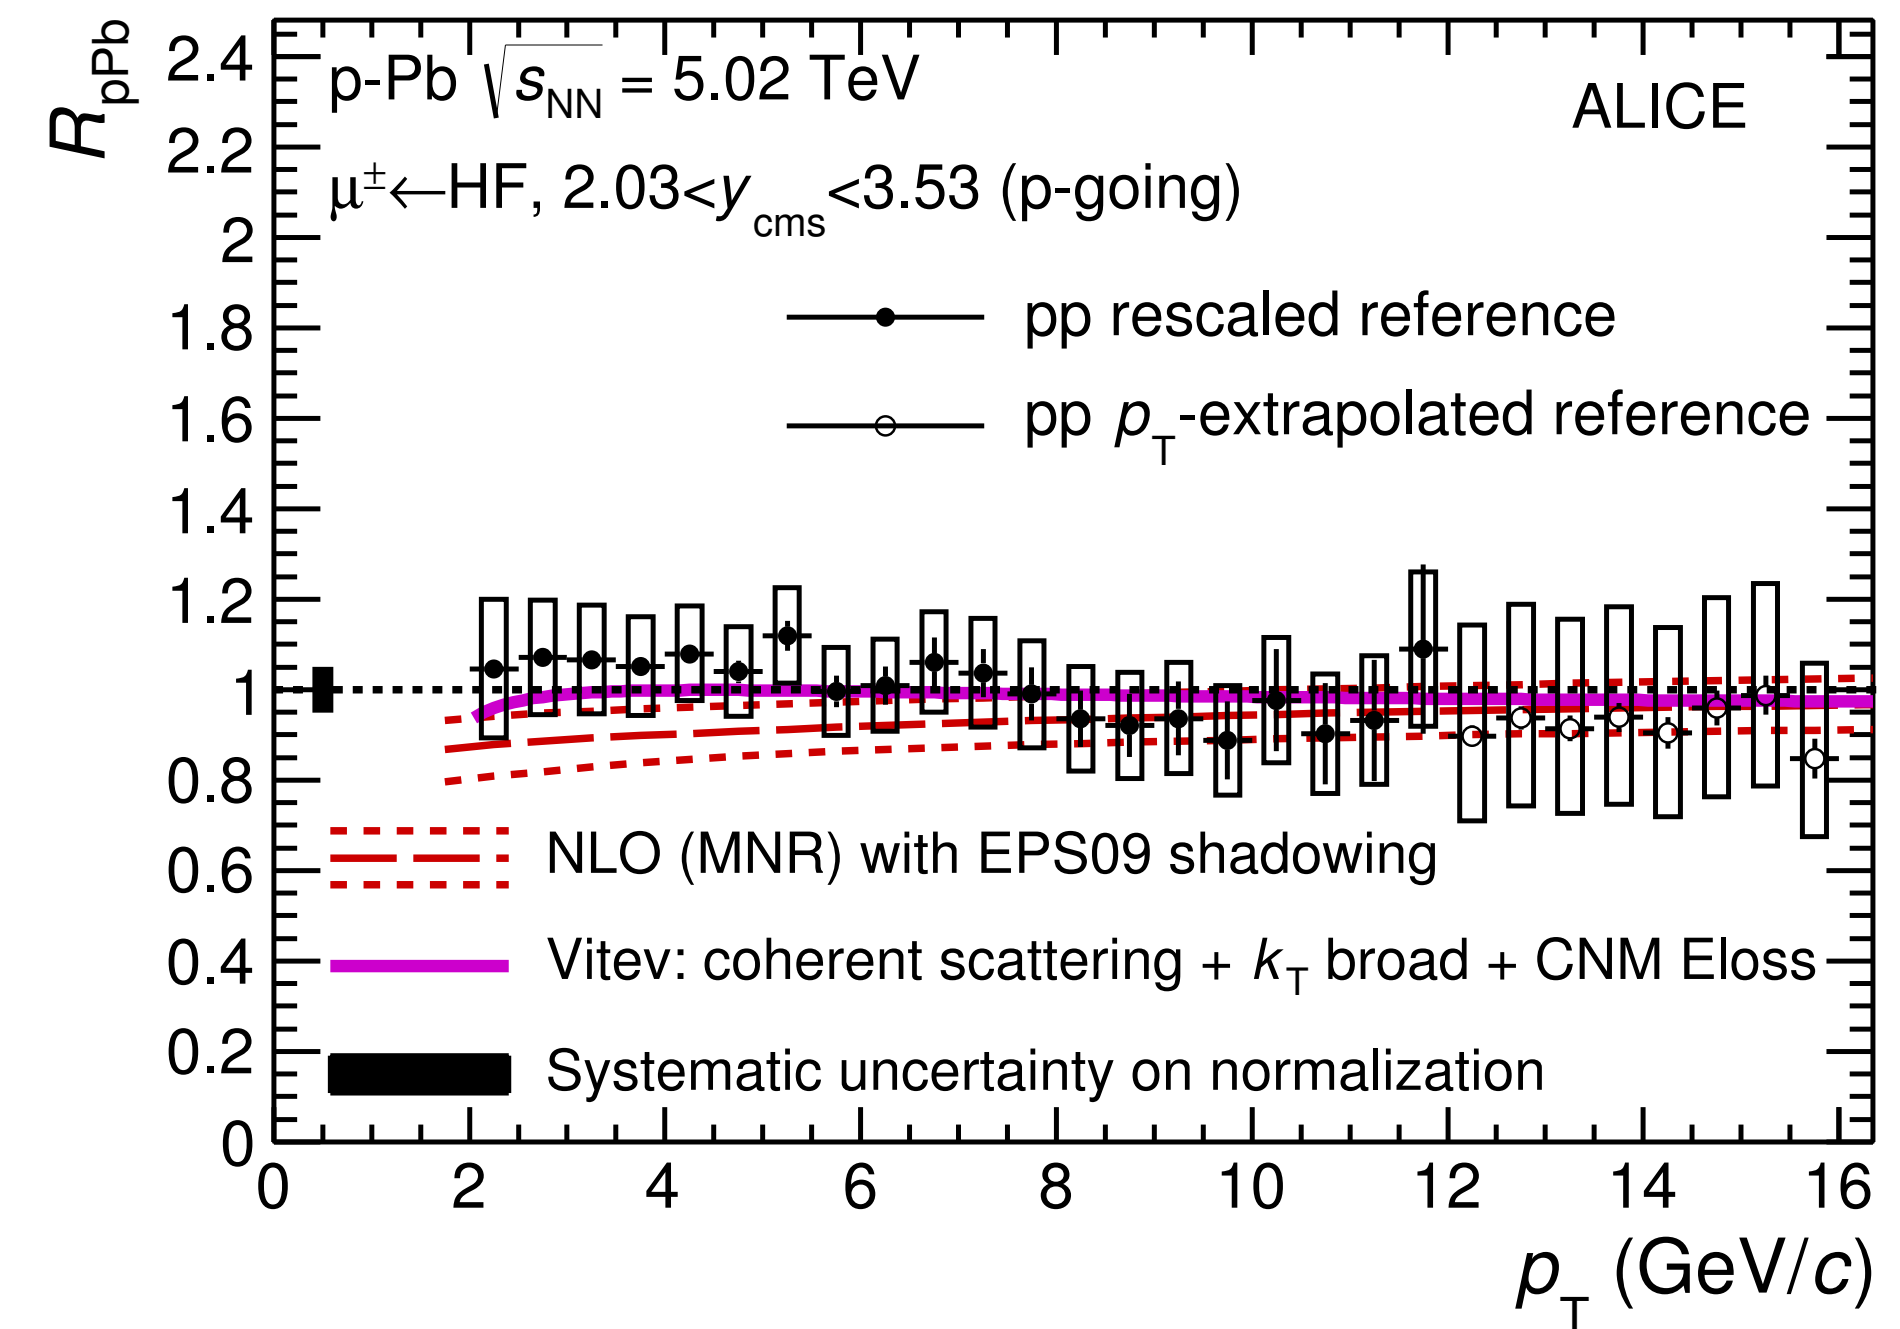 R_pPb
2.4
2.2
2
1.8
1.6
1.4
1.2
1
0.8
0.6
0.4
0.2
0
p-Pb √s_NN = 5.02 TeV
ALICE
μ±←HF, 2.03<y_cms<3.53 (p-going)
pp rescaled reference
pp p_T-extrapolated reference
NLO (MNR) with EPS09 shadowing
Vitev: coherent scattering + k_T broad + CNM Eloss
Systematic uncertainty on normalization
0 2 4 6 8 10 12 14 16
p_T (GeV/c)